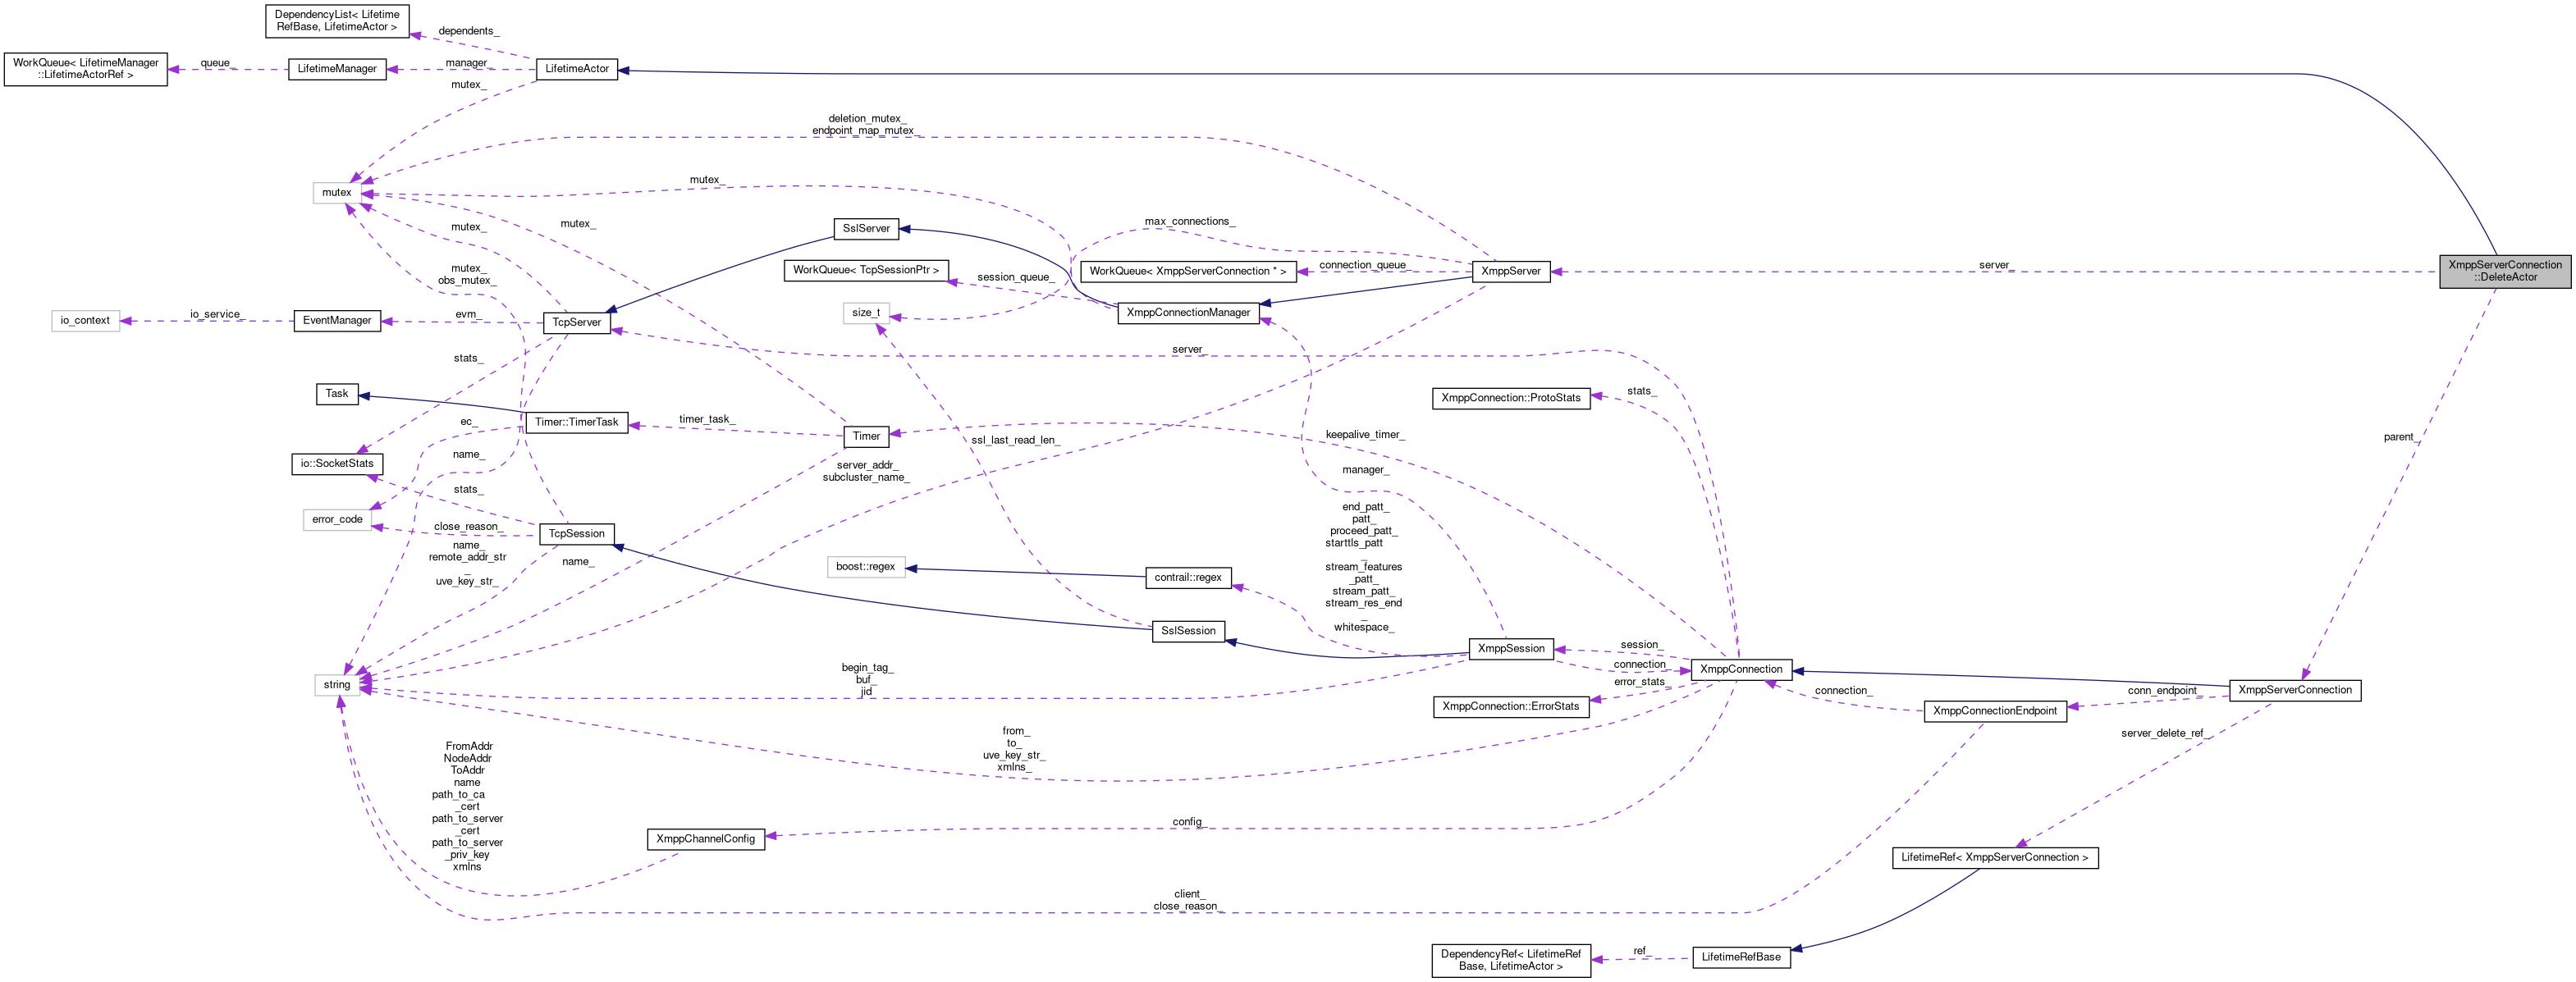 DependencyList< Lifetime
RefBase, LifetimeActor >
dependents_
WorkQueue< LifetimeManager
::LifetimeActorRef >
queue_
LifetimeManager
manager_
LifetimeActor
mutex_
deletion_mutex_
endpoint_map_mutex_
mutex
mutex_
mutex_
mutex_
SslServer
max_connections_
XmppServerConnection
::DeleteActor
server_
mutex_
obs_mutex_
WorkQueue< TcpSessionPtr >
session_queue_
WorkQueue< XmppServerConnection * >
connection_queue_
XmppServer
io_context
io_service_
EventManager
evm_
TcpServer
size_t
XmppConnectionManager
server_
stats_
Task
XmppConnection::ProtoStats
stats_
ec_
Timer::TimerTask
timer_task_
Timer
ssl_last_read_len_
keepalive_timer_
parent_
name_
io::SocketStats
server_addr_
subcluster_name_
manager_
stats_
error_code
close_reason_
TcpSession
end_patt_
patt_
proceed_patt_
starttls_patt
_
stream_features
_patt_
stream_patt_
stream_res_end
_
whitespace_
name_
remote_addr_str
_
uve_key_str_
name_
boost::regex
contrail::regex
SslSession
XmppSession
session_
connection_
XmppConnection
string
begin_tag_
buf_
jid
error_stats_
XmppConnection::ErrorStats
connection_
XmppConnectionEndpoint
conn_endpoint_
XmppServerConnection
from_
to_
uve_key_str_
xmlns_
server_delete_ref_
FromAddr
NodeAddr
ToAddr
name
path_to_ca
_cert
path_to_server
_cert
path_to_server
_priv_key
xmlns
XmppChannelConfig
config_
LifetimeRef< XmppServerConnection >
client_
close_reason_
DependencyRef< LifetimeRef
Base, LifetimeActor >
ref_
LifetimeRefBase